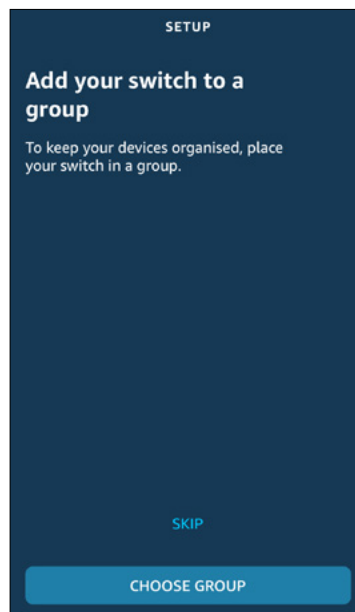 SETUP
Add your switch to a
group
To keep your devices organised, place
your switch in a group.
SKIP
CHOOSE GROUP